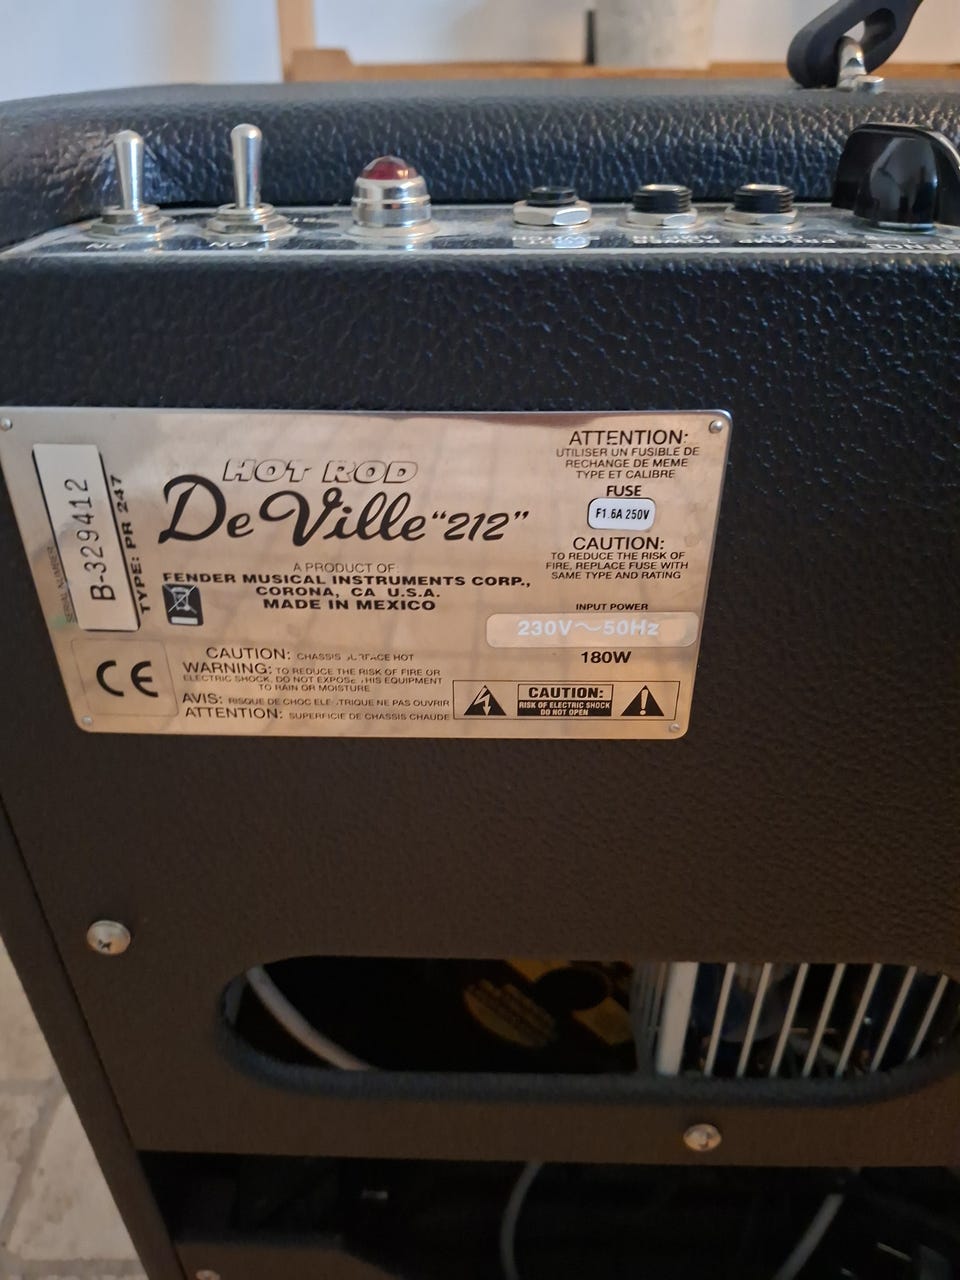 ON
ON
HOT ROD
De Ville "212"
A PRODUCT OF:
FENDER MUSICAL INSTRUMENTS CORP.,
CORONA, CA U.S.A.
MADE IN MEXICO
SERIAL NUMBER
B-329412
TYPE: PR 247
ATTENTION:
UTILISER UN FUSIBLE DE
RECHANGE DE MEME
TYPE ET CALIBRE
FUSE
F1.6A 250V
CAUTION:
TO REDUCE THE RISK OF
FIRE, REPLACE FUSE WITH
SAME TYPE AND RATING
INPUT POWER
230V~50Hz
180W
CE
CAUTION: CHASSIS SURFACE HOT
WARNING: TO REDUCE THE RISK OF FIRE OR
ELECTRIC SHOCK, DO NOT EXPOSE THIS EQUIPMENT
TO RAIN OR MOISTURE
AVIS: RISQUE DE CHOC ELECTRIQUE NE PAS OUVRIR
ATTENTION: SUPERFICIE DE CHASSIS CHAUDE
CAUTION:
RISK OF ELECTRIC SHOCK
DO NOT OPEN